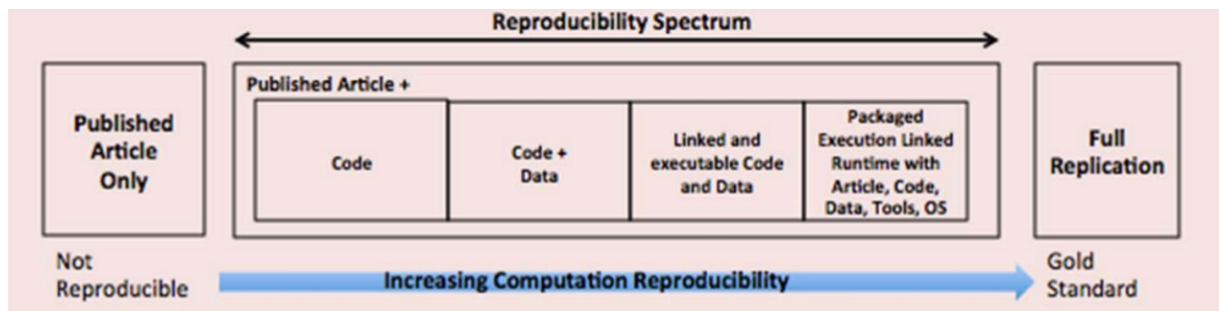 Reproducibility Spectrum
Published Article +
Published
Article
Only
Code
Code +
Data
Linked and
executable Code
and Data
Packaged
Execution Linked
Runtime with
Article, Code,
Data, Tools, OS
Full
Replication
Not
Reproducible
Increasing Computation Reproducibility
Gold
Standard